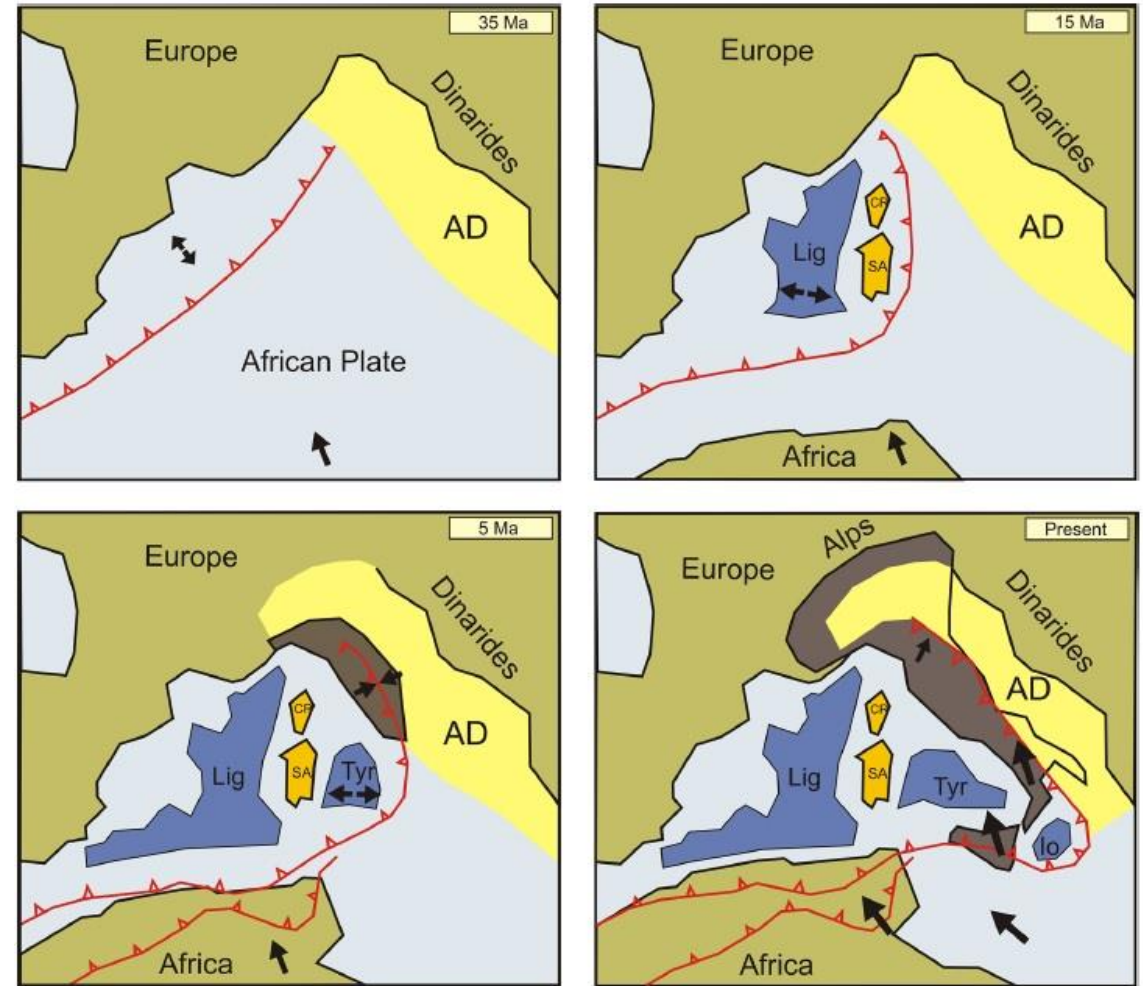 35 Ma
Europe
Dinarides
AD
African Plate
15 Ma
Europe
Dinarides
AD
Lig
CR
SA
Africa
5 Ma
Europe
Dinarides
AD
Lig
CR
SA
Tyr
Africa
Present
Alps
Europe
Dinarides
AD
Lig
CR
SA
Tyr
Io
Africa